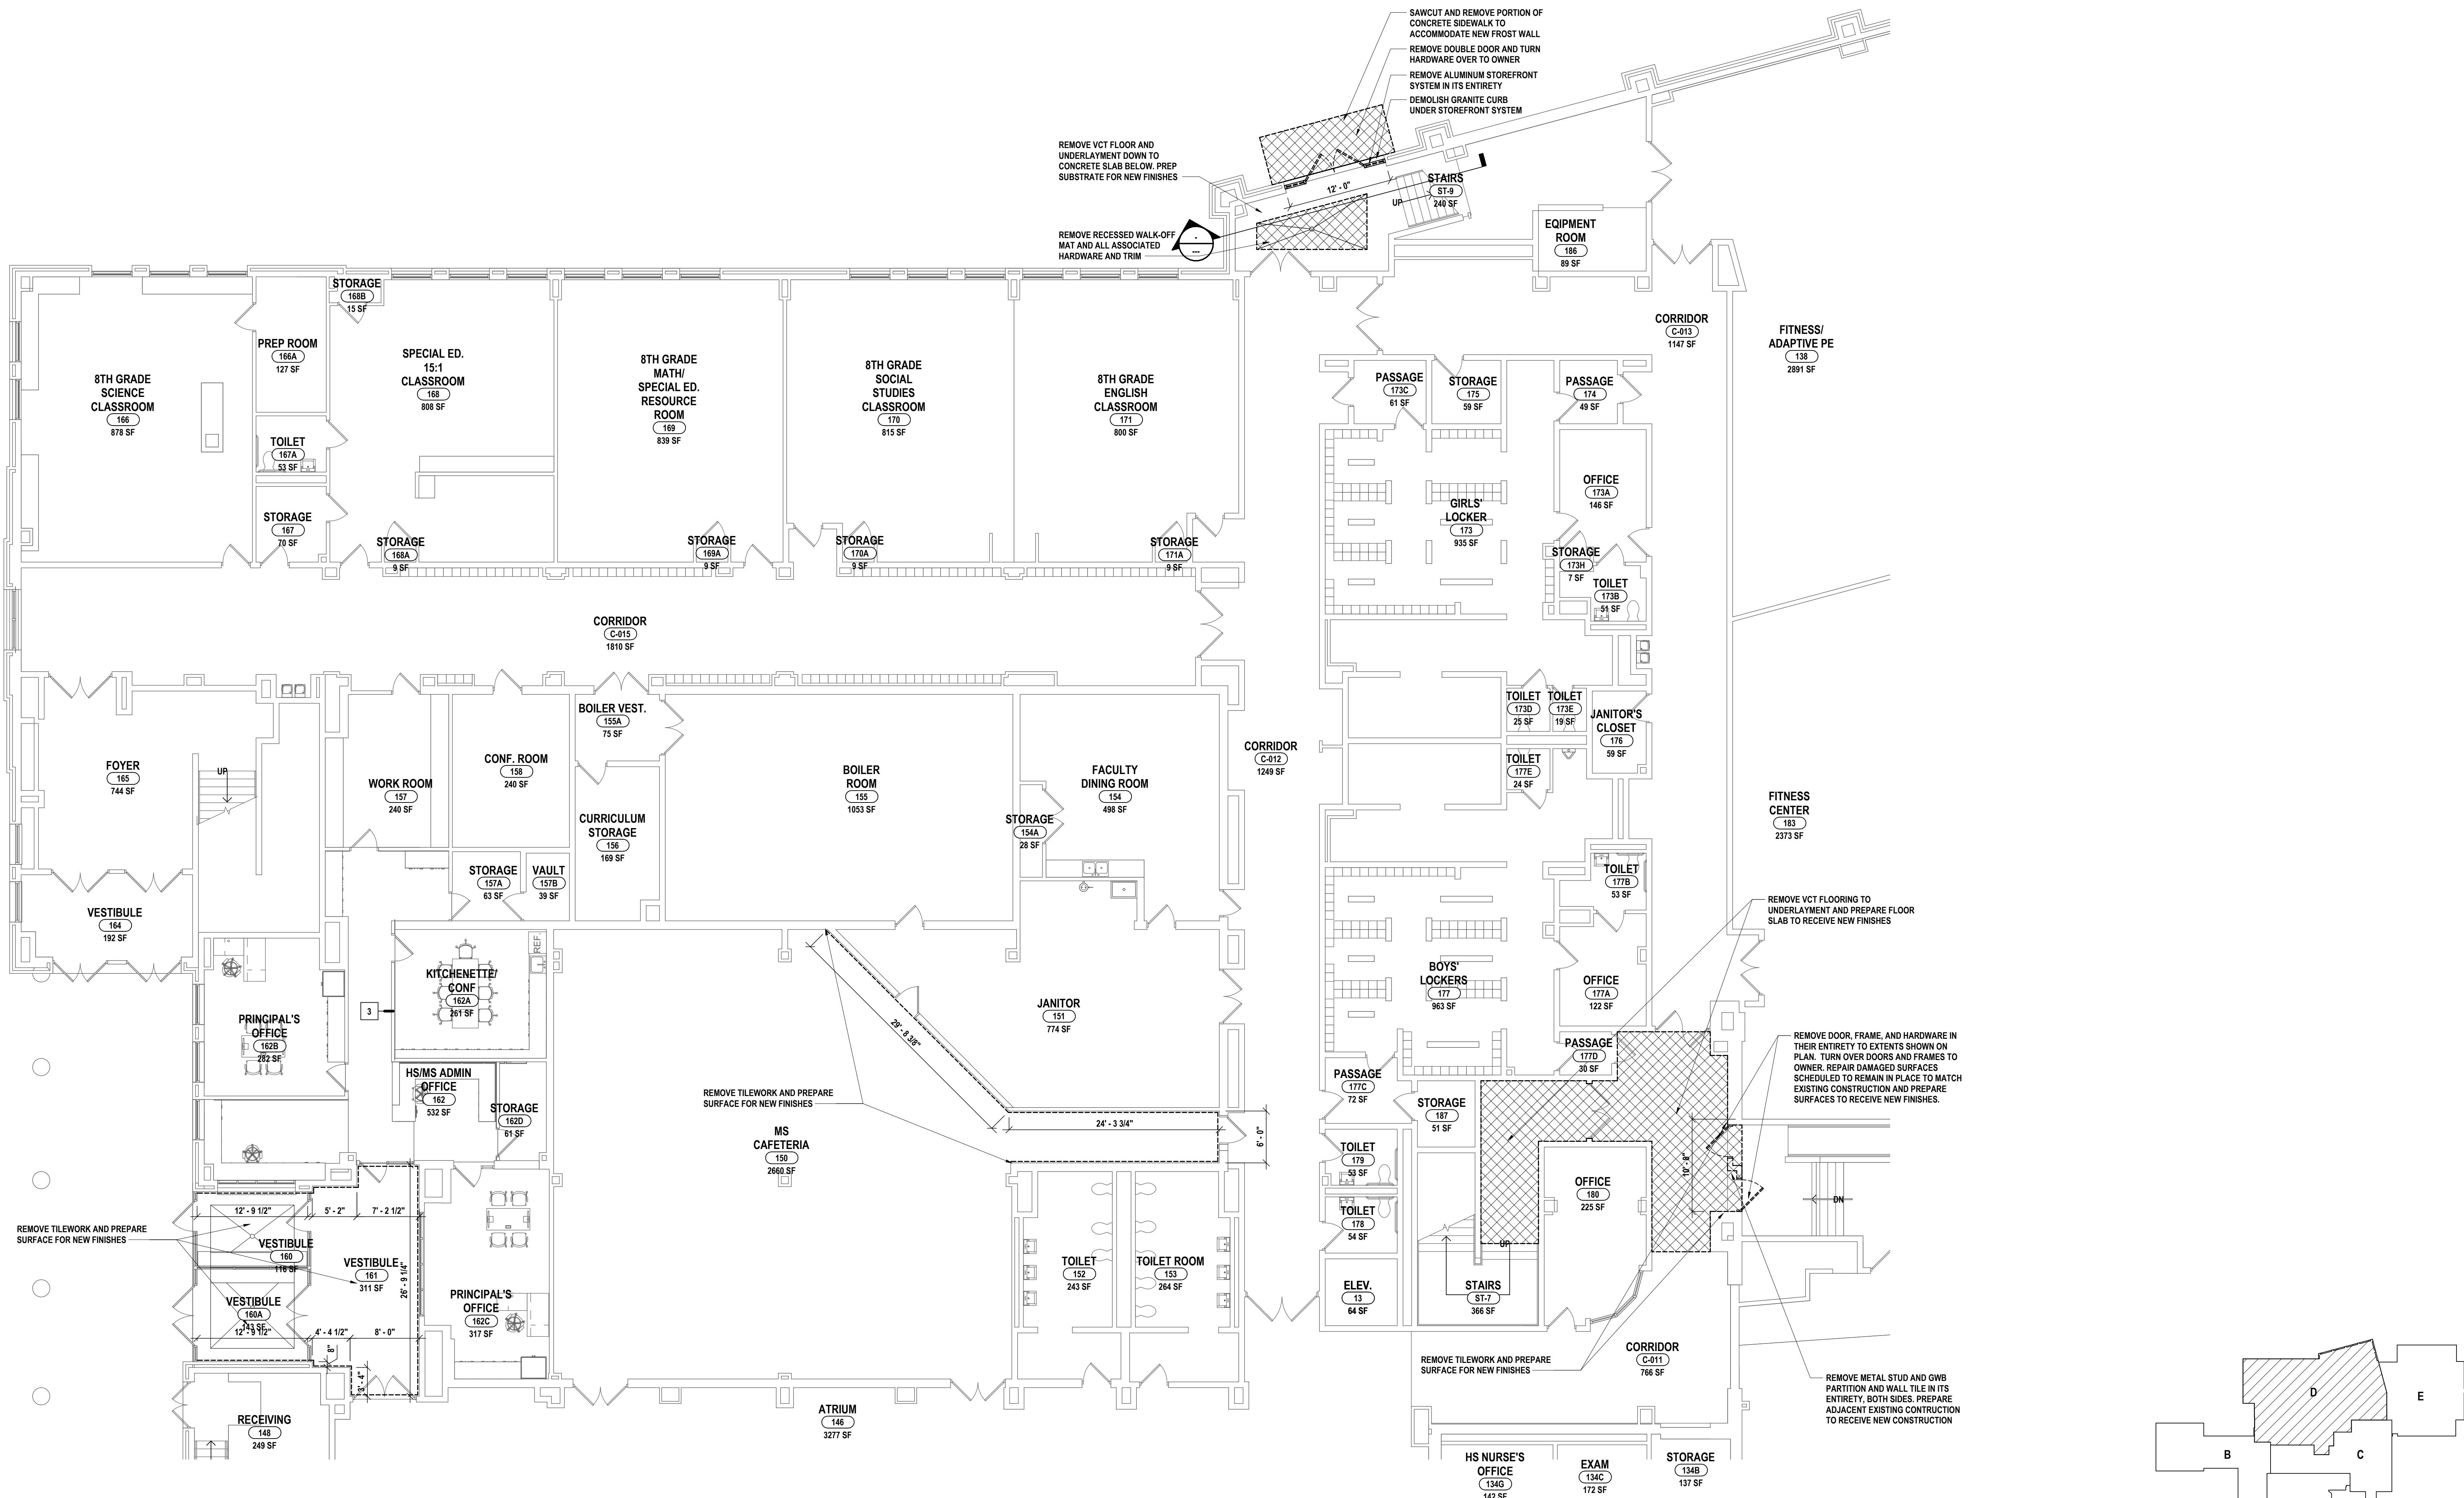 SAWCUT AND REMOVE PORTION OF
CONCRETE SIDEWALK TO
ACCOMMODATE NEW FROST WALL
REMOVE DOUBLE DOOR AND TURN
HARDWARE OVER TO OWNER
REMOVE ALUMINUM STOREFRONT
SYSTEM IN ITS ENTIRETY
DEMOLISH GRANITE CURB
UNDER STOREFRONT SYSTEM
REMOVE VCT FLOOR AND
UNDERLAYMENT DOWN TO
CONCRETE SLAB BELOW. PREP
SUBSTRATE FOR NEW FINISHES
12' - 0"
STAIRS
ST-9
240 SF
UP
REMOVE RECESSED WALK-OFF
MAT AND ALL ASSOCIATED
HARDWARE AND TRIM
-
---
EQIPMENT
ROOM
186
89 SF
STORAGE
168B
15 SF
PREP ROOM
166A
127 SF
8TH GRADE
SCIENCE
CLASSROOM
166
878 SF
SPECIAL ED.
15:1
CLASSROOM
168
808 SF
8TH GRADE
MATH/
SPECIAL ED.
RESOURCE
ROOM
169
839 SF
8TH GRADE
SOCIAL
STUDIES
CLASSROOM
170
815 SF
8TH GRADE
ENGLISH
CLASSROOM
171
800 SF
CORRIDOR
C-013
1147 SF
FITNESS/
ADAPTIVE PE
138
2891 SF
PASSAGE
173C
61 SF
STORAGE
175
59 SF
PASSAGE
174
49 SF
TOILET
167A
53 SF
STORAGE
167
70 SF
STORAGE
168A
9 SF
STORAGE
169A
9 SF
STORAGE
170A
9 SF
STORAGE
171A
9 SF
GIRLS'
LOCKER
173
935 SF
OFFICE
173A
146 SF
STORAGE
173H
7 SF
TOILET
173B
51 SF
CORRIDOR
C-015
1810 SF
BOILER VEST.
155A
75 SF
TOILET
173D
25 SF
TOILET
173E
19 SF
JANITOR'S
CLOSET
176
59 SF
TOILET
177E
24 SF
FOYER
165
744 SF
UP
WORK ROOM
157
240 SF
CONF. ROOM
158
240 SF
BOILER
ROOM
155
1053 SF
FACULTY
DINING ROOM
154
498 SF
CORRIDOR
C-012
1249 SF
CURRICULUM
STORAGE
156
169 SF
STORAGE
154A
28 SF
FITNESS
CENTER
183
2373 SF
STORAGE
157A
63 SF
VAULT
157B
39 SF
TOILET
177B
53 SF
VESTIBULE
164
192 SF
REMOVE VCT FLOORING TO
UNDERLAYMENT AND PREPARE FLOOR
SLAB TO RECEIVE NEW FINISHES
REF.
KITCHENETTE/
CONF
162A
261 SF
3
BOYS'
LOCKERS
177
963 SF
OFFICE
177A
122 SF
JANITOR
151
774 SF
29' - 8 3/8"
PRINCIPAL'S
OFFICE
162B
282 SF
PASSAGE
177D
30 SF
REMOVE DOOR, FRAME, AND HARDWARE IN
THEIR ENTIRETY TO EXTENTS SHOWN ON
PLAN. TURN OVER DOORS AND FRAMES TO
OWNER. REPAIR DAMAGED SURFACES
SCHEDULED TO REMAIN IN PLACE TO MATCH
EXISTING CONSTRUCTION AND PREPARE
SURFACES TO RECEIVE NEW FINISHES.
HS/MS ADMIN
OFFICE
162
532 SF
STORAGE
162D
61 SF
REMOVE TILEWORK AND PREPARE
SURFACE FOR NEW FINISHES
PASSAGE
177C
72 SF
STORAGE
187
51 SF
24' - 3 3/4"
6' - 0"
MS
CAFETERIA
150
2660 SF
TOILET
179
53 SF
10' - 8"
OFFICE
180
225 SF
DN
12' - 9 1/2"
5' - 2"
7' - 2 1/2"
REMOVE TILEWORK AND PREPARE
SURFACE FOR NEW FINISHES
VESTIBULE
160
116 SF
VESTIBULE
161
311 SF
26' - 9 1/4"
TOILET
178
54 SF
UP
TOILET
152
243 SF
TOILET ROOM
153
264 SF
ELEV.
13
64 SF
STAIRS
ST-7
366 SF
VESTIBULE
160A
143 SF
PRINCIPAL'S
OFFICE
162C
317 SF
12' - 9 1/2"
4' - 4 1/2"
8' - 0"
8"
3' - 4"
REMOVE TILEWORK AND PREPARE
SURFACE FOR NEW FINISHES
CORRIDOR
C-011
766 SF
REMOVE METAL STUD AND GWB
PARTITION AND WALL TILE IN ITS
ENTIRETY, BOTH SIDES. PREPARE
ADJACENT EXISTING CONTRUCTION
TO RECEIVE NEW CONSTRUCTION
RECEIVING
148
249 SF
ATRIUM
146
3277 SF
HS NURSE'S
OFFICE
134G
142 SF
EXAM
134C
172 SF
STORAGE
134B
137 SF
D
E
B
C